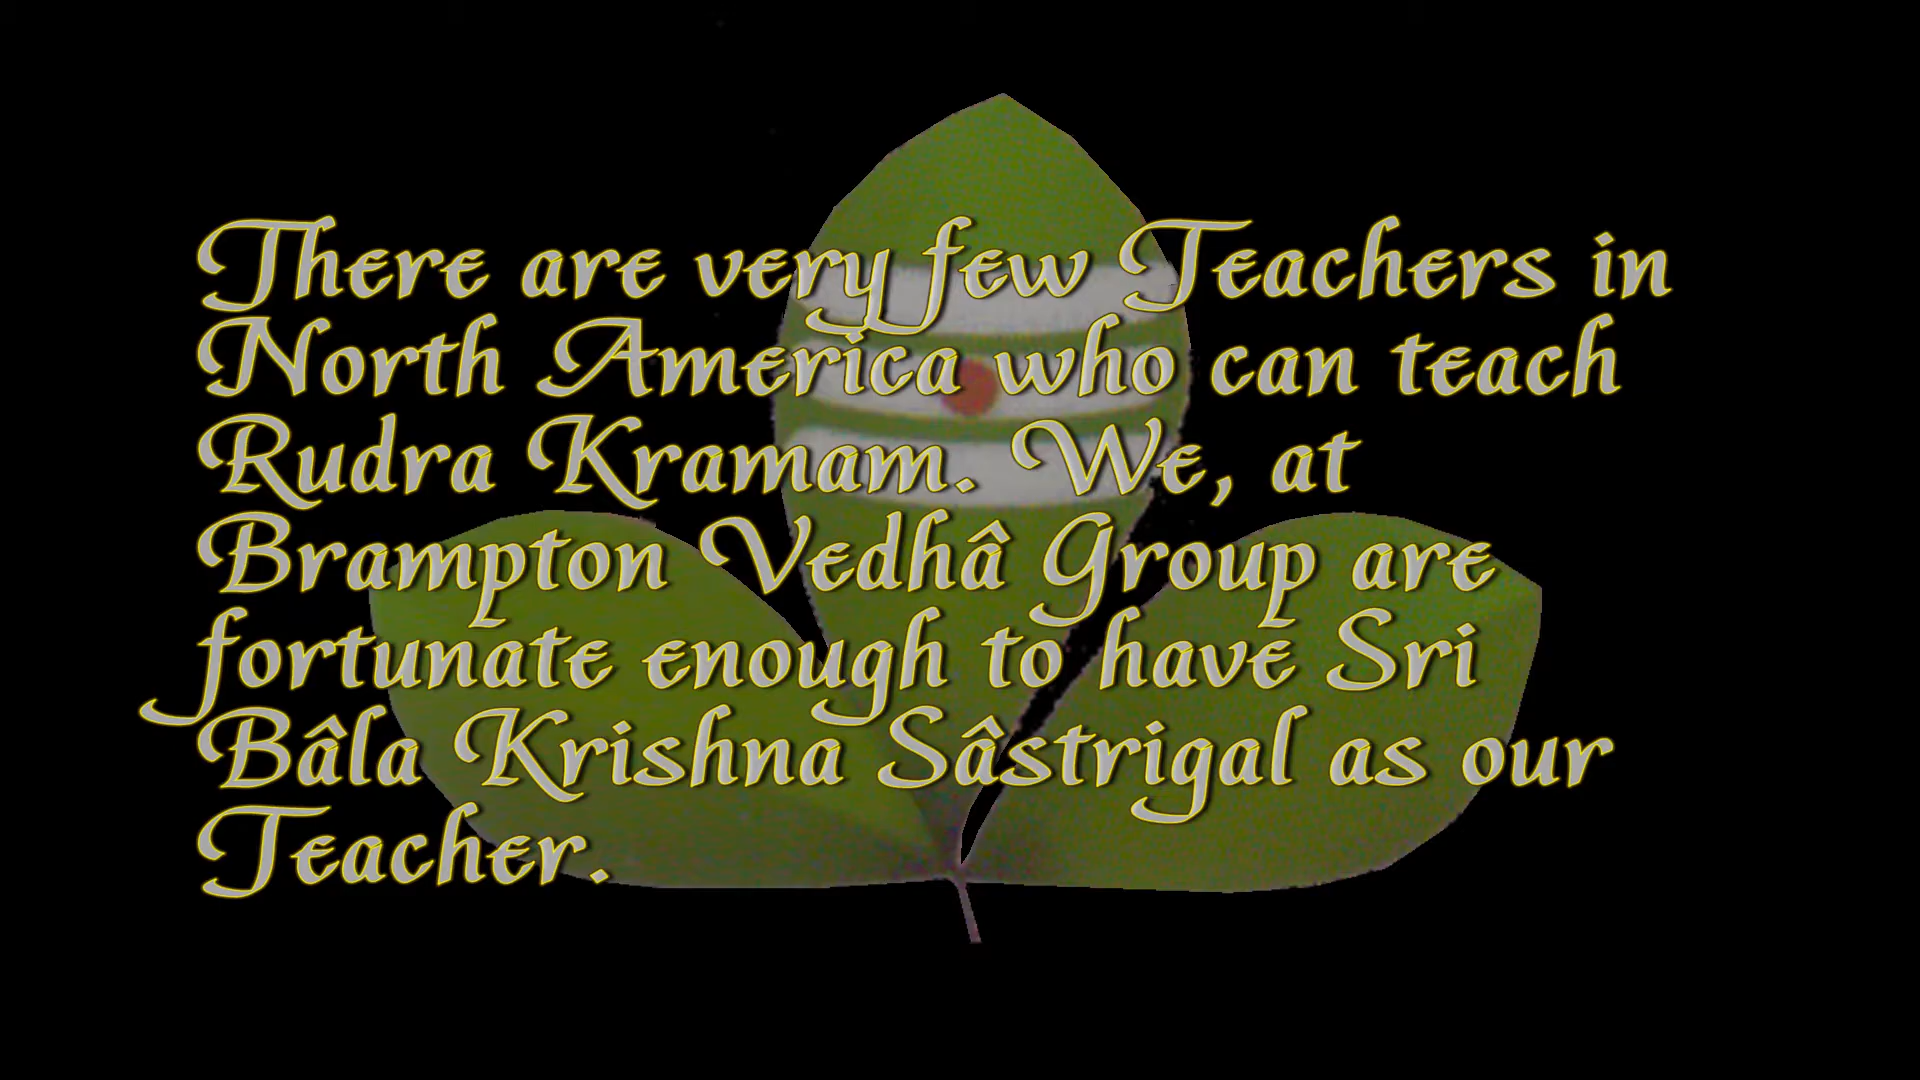 There are very few Teachers in
North America who can teach
Rudra Kramam. We, at
Brampton Vedhâ Group are
fortunate enough to have Sri
Bâla Krishna Sâstrigal as our
Teacher.